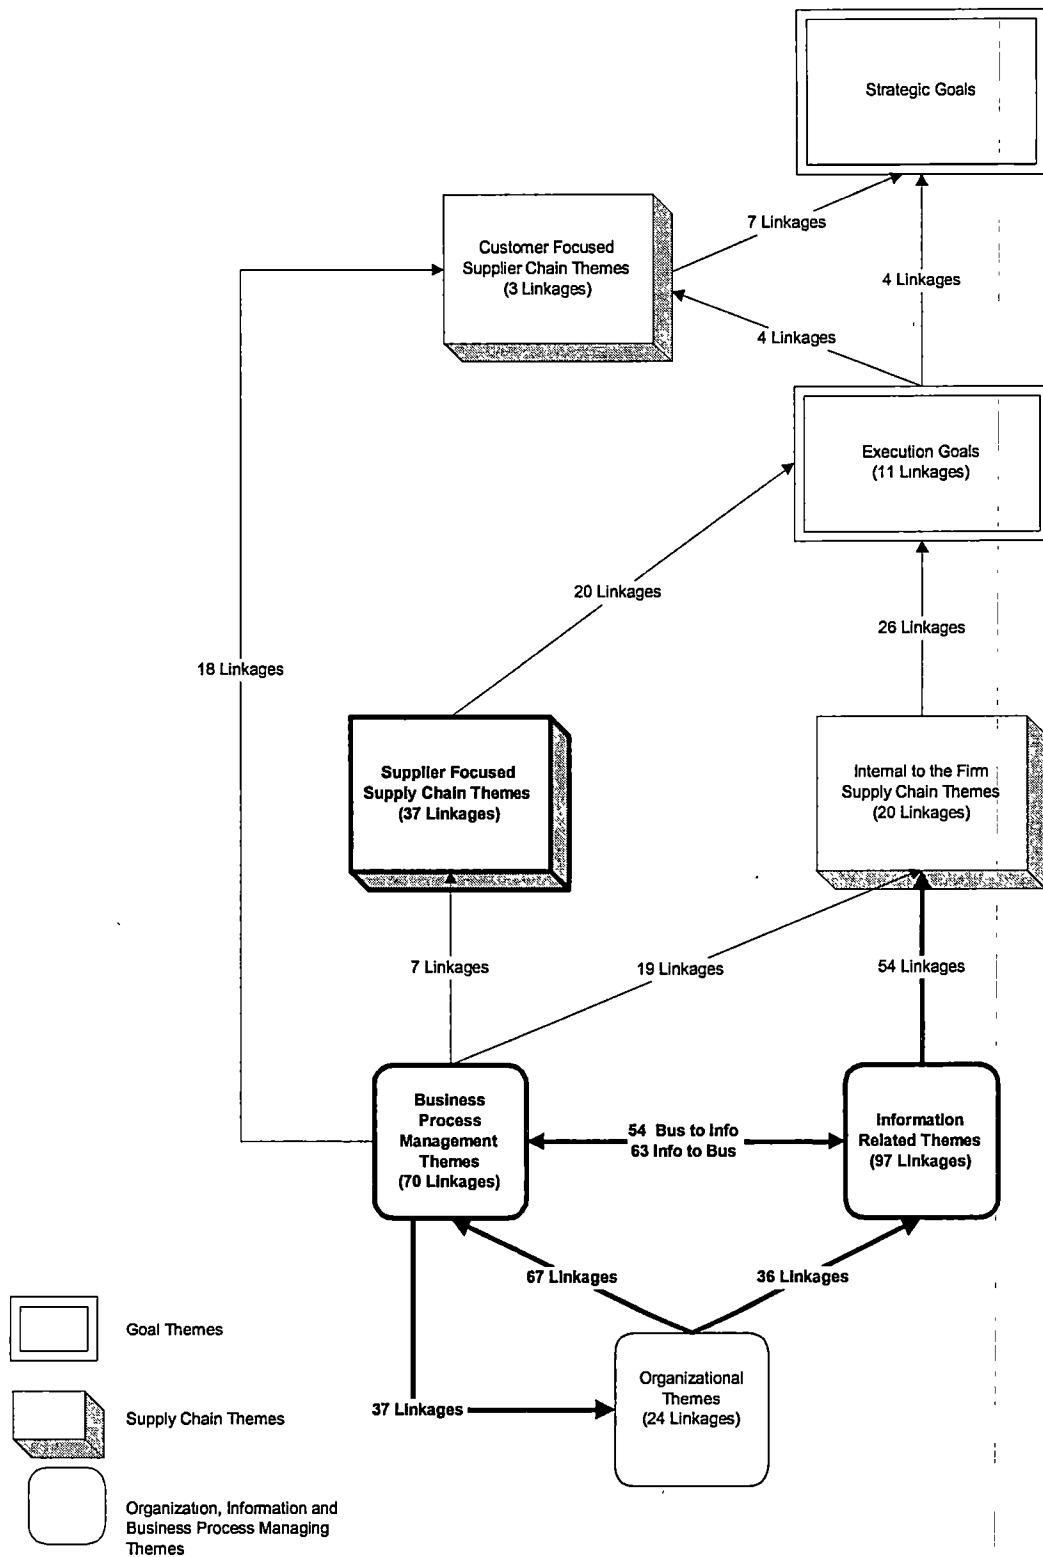 Strategic Goals
7 Linkages
Customer Focused
Supplier Chain Themes
(3 Linkages)
4 Linkages
4 Linkages
Execution Goals
(11 Linkages)
20 Linkages
26 Linkages
18 Linkages
Supplier Focused
Supply Chain Themes
(37 Linkages)
Internal to the Firm
Supply Chain Themes
(20 Linkages)
7 Linkages
19 Linkages
54 Linkages
Business
Process
Management
Themes
(70 Linkages)
54 Bus to Info
63 Info to Bus
Information
Related Themes
(97 Linkages)
67 Linkages
36 Linkages
Organizational
Themes
(24 Linkages)
37 Linkages
Goal Themes
Supply Chain Themes
Organization, Information and
Business Process Managing
Themes